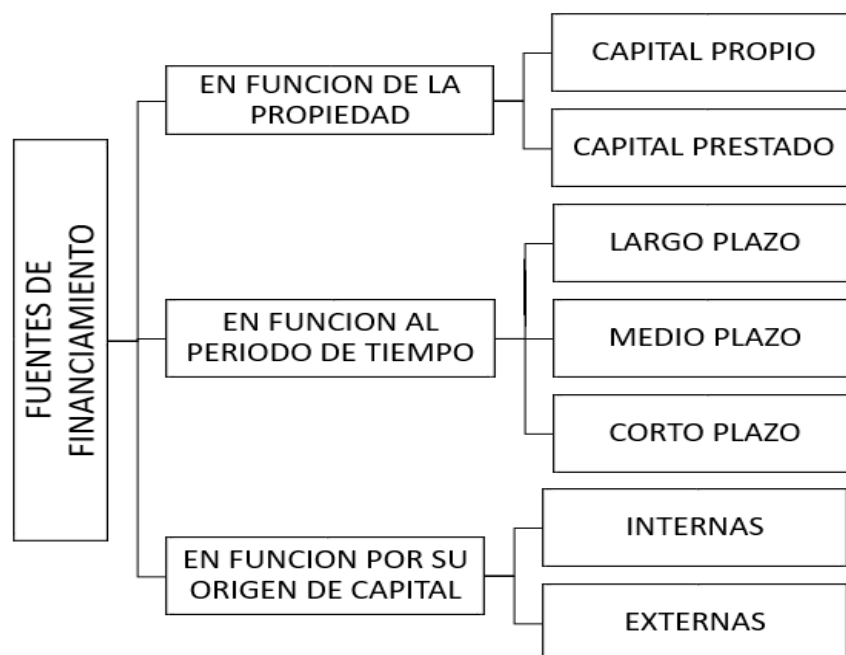 FUENTES DE
FINANCIAMIENTO
EN FUNCION DE LA
PROPIEDAD
CAPITAL PROPIO
CAPITAL PRESTADO
EN FUNCION AL
PERIODO DE TIEMPO
LARGO PLAZO
MEDIO PLAZO
CORTO PLAZO
EN FUNCION POR SU
ORIGEN DE CAPITAL
INTERNAS
EXTERNAS